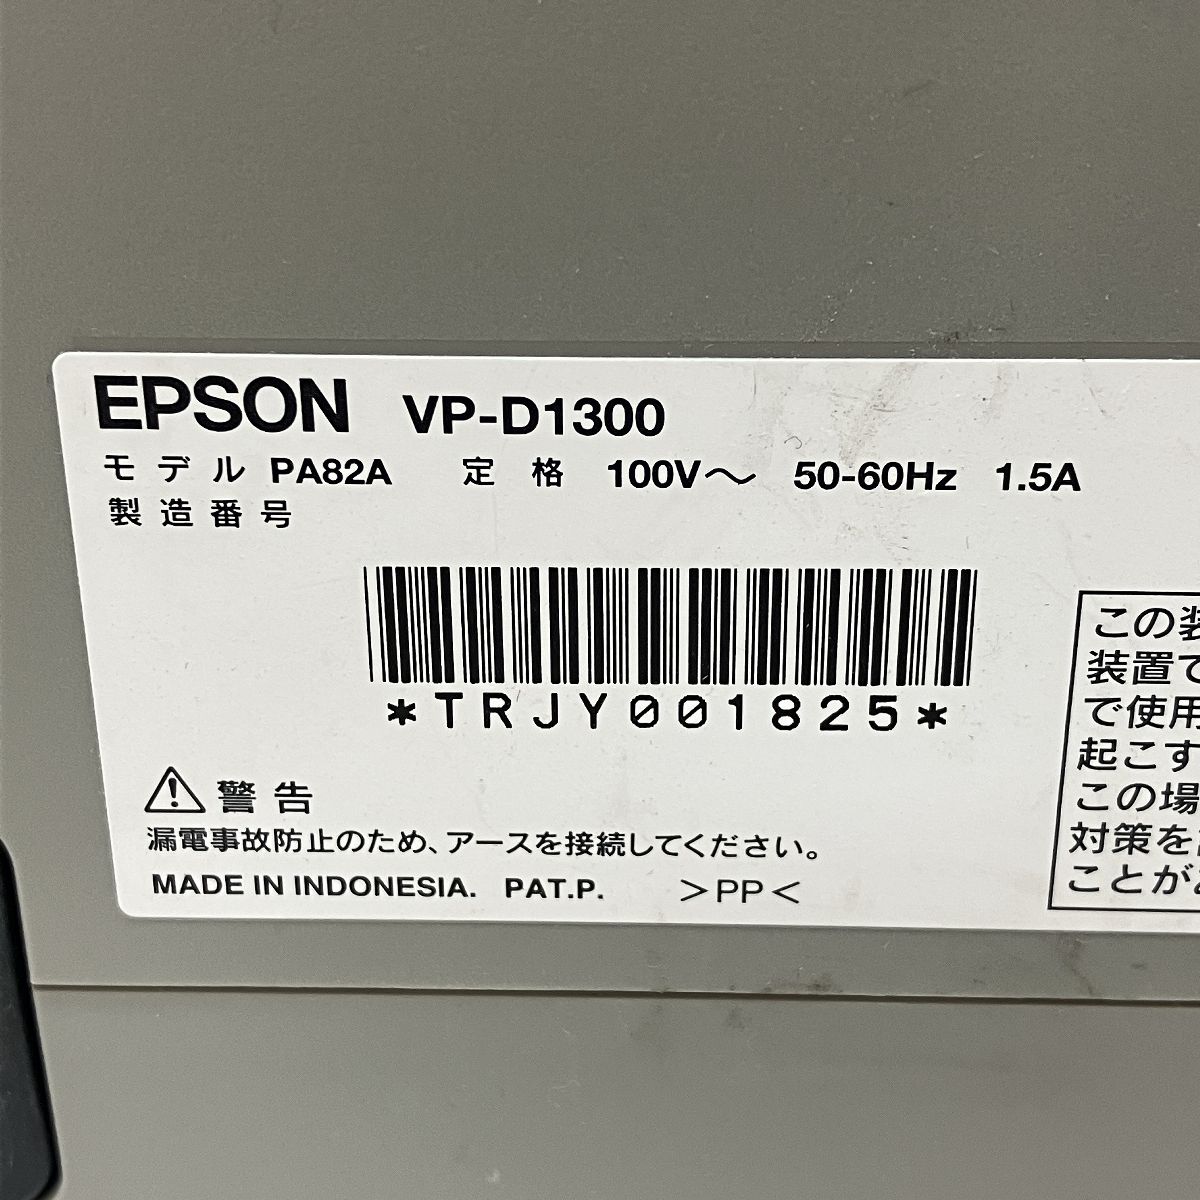 EPSON VP-D1300
モデル PA82A 定格 100V～ 50-60Hz 1.5A
製造番号
*TRJY001825*
警告
漏電事故防止のため、アースを接続してください。
MADE IN INDONESIA. PAT.P. >PP<
この装
装置で
で使用
起こす
この場
対策を
ことが